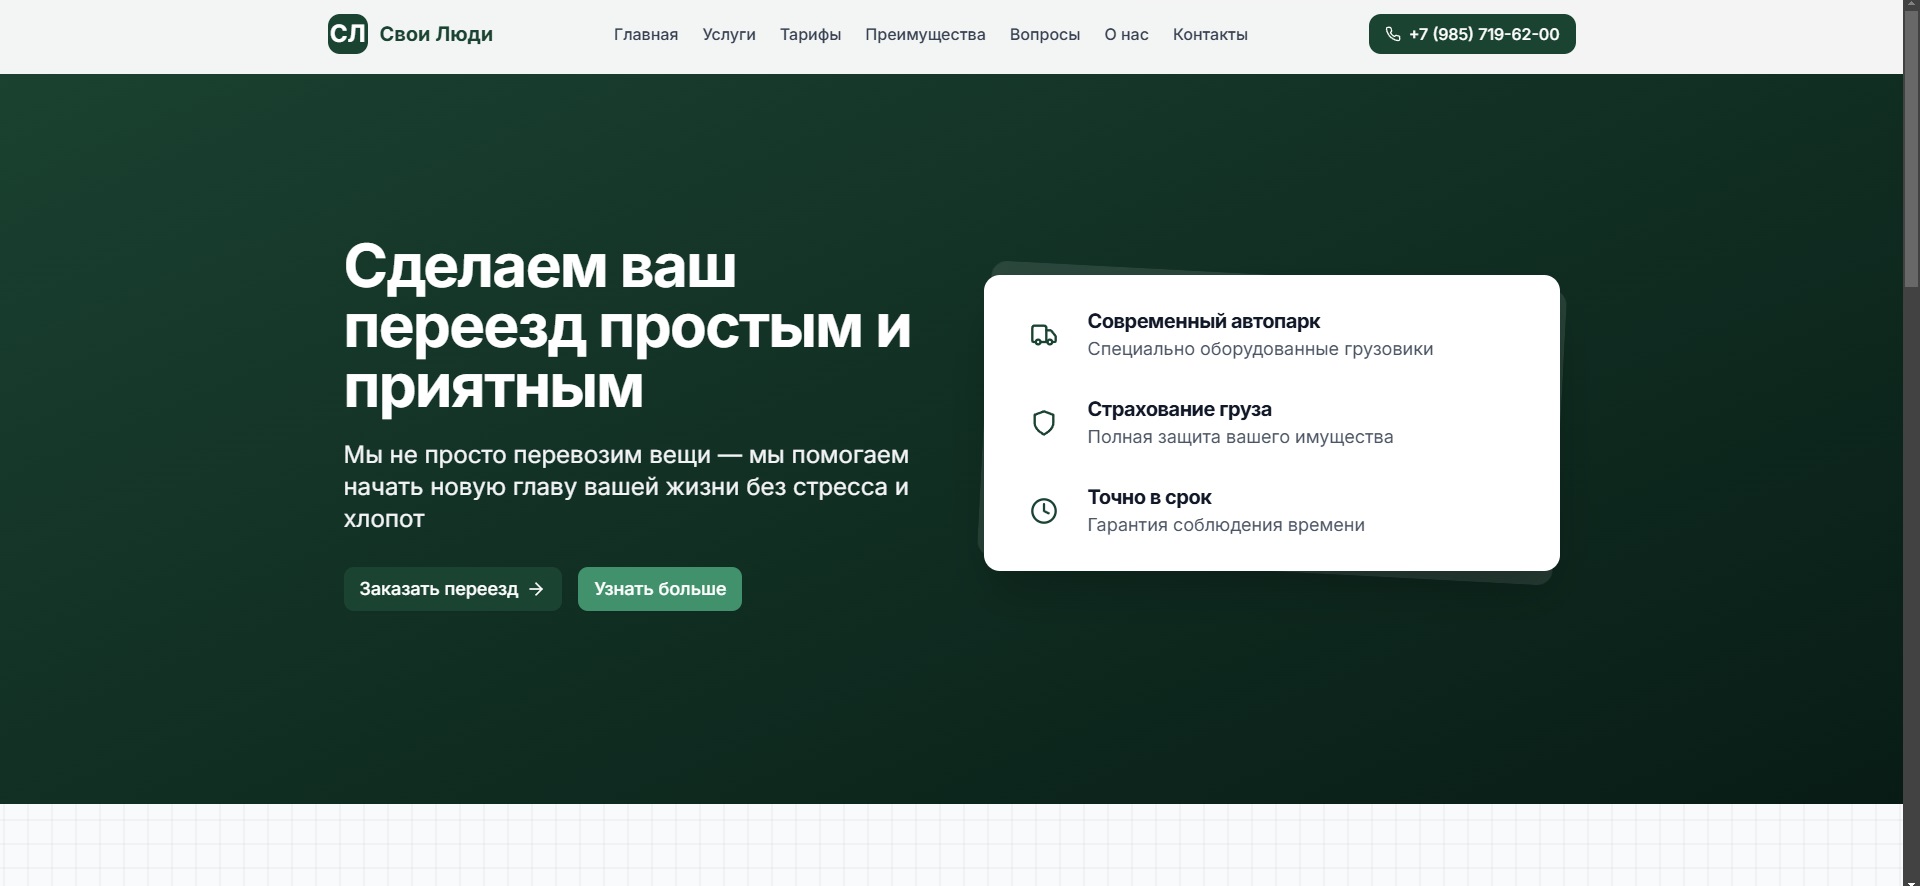 СЛ Свои Люди
Главная Услуги Тарифы Преимущества Вопросы О нас Контакты
+7 (985) 719-62-00
Сделаем ваш
переезд простым и
приятным
Мы не просто перевозим вещи — мы помогаем
начать новую главу вашей жизни без стресса и
хлопот
Заказать переезд
Узнать больше
Современный автопарк
Специально оборудованные грузовики
Страхование груза
Полная защита вашего имущества
Точно в срок
Гарантия соблюдения времени